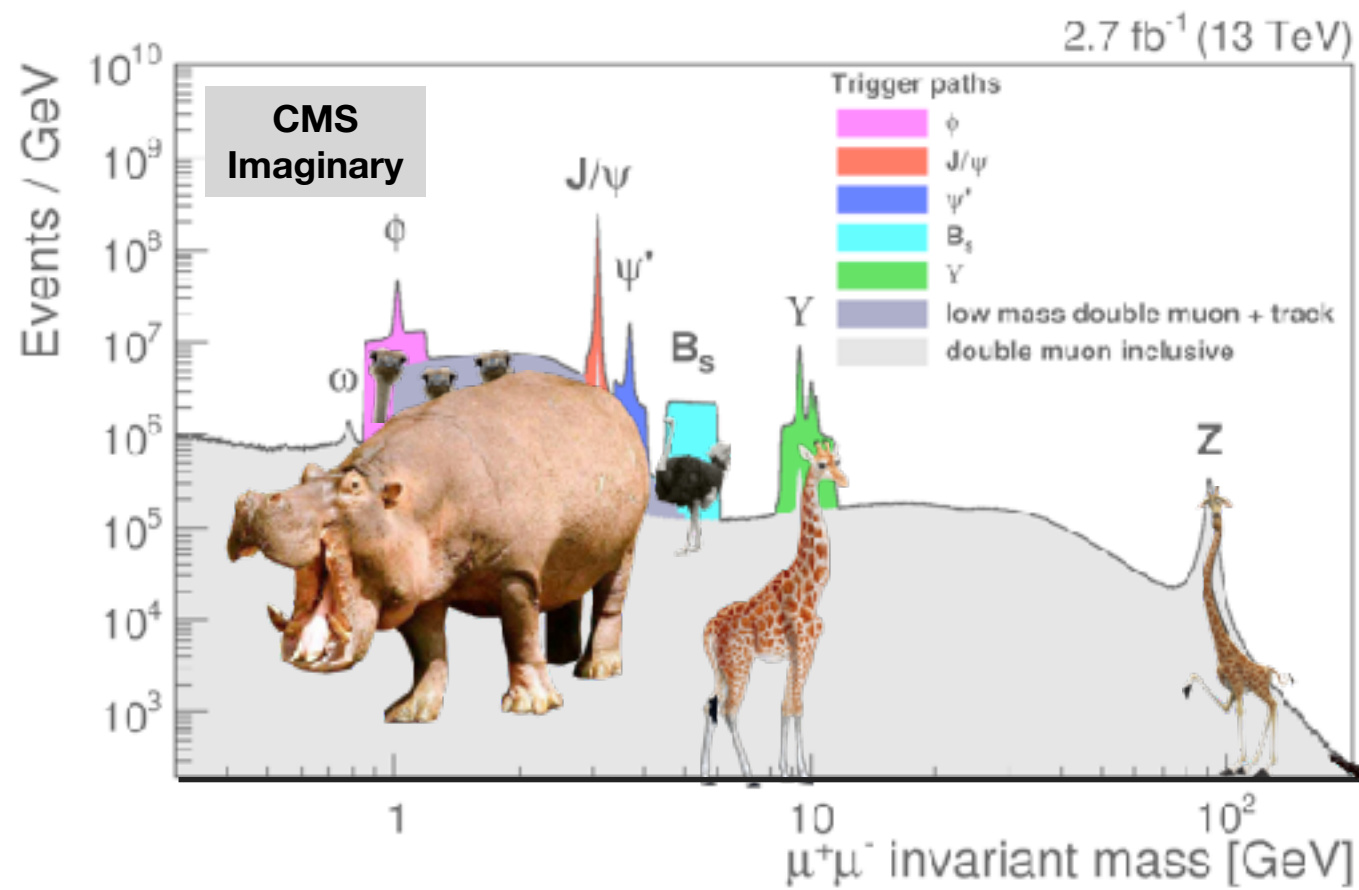 2.7 fb⁻¹ (13 TeV)
Events / GeV
10¹⁰
10⁹
10⁸
10⁷
10⁶
10⁵
10⁴
10³
CMS
Imaginary
Trigger paths
ϕ
J/ψ
ψ'
Bₛ
Υ
low mass double muon + track
double muon inclusive
ω
ϕ
J/ψ
ψ'
Bₛ
Υ
Z
1
10
10²
μ⁺μ⁻ invariant mass [GeV]